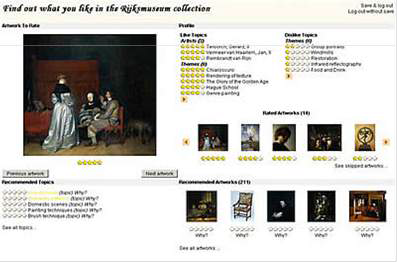 Find out what you like in the Rijksmuseum collection
Save & log out
Log out without save
Artwork To Rate
Profile
Like Topics
Artists (3)
Terborch, Gerard, II
Vermeer van Haarlem, Jan, II
Rembrandt van Rijn
Themes (6)
Chiaroscuro
Rendering of texture
The Glory of the Golden Age
Hague School
Genre painting
Dislike Topics
Themes (6)
Group portraits
Windmills
Restoration
Infrared reflectography
Food and Drink
Rated Artworks (16)
See skipped artworks...
Previous artwork
Next artwork
Recommended Topics
(topic) Why?
(topic) Why?
Domestic scenes (topic) Why?
Painting techniques (topic) Why?
Brush technique (topic) Why?
See all topics...
Recommended Artworks (211)
Why?
Why?
Why?
Why?
Why?
See all artworks...